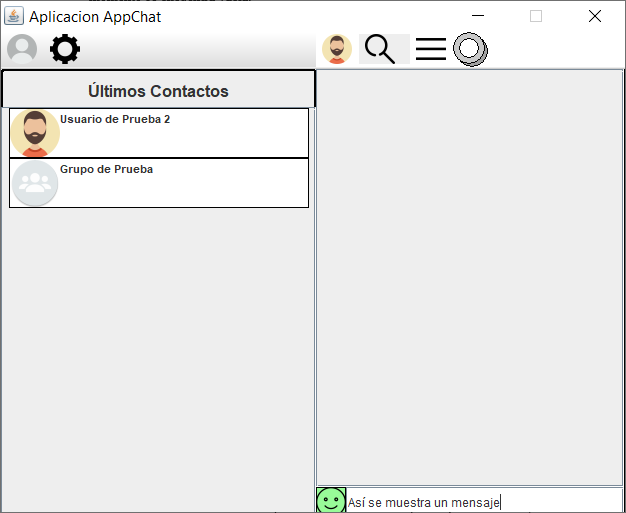 Aplicacion AppChat
Últimos Contactos
Usuario de Prueba 2
Grupo de Prueba
Así se muestra un mensaje